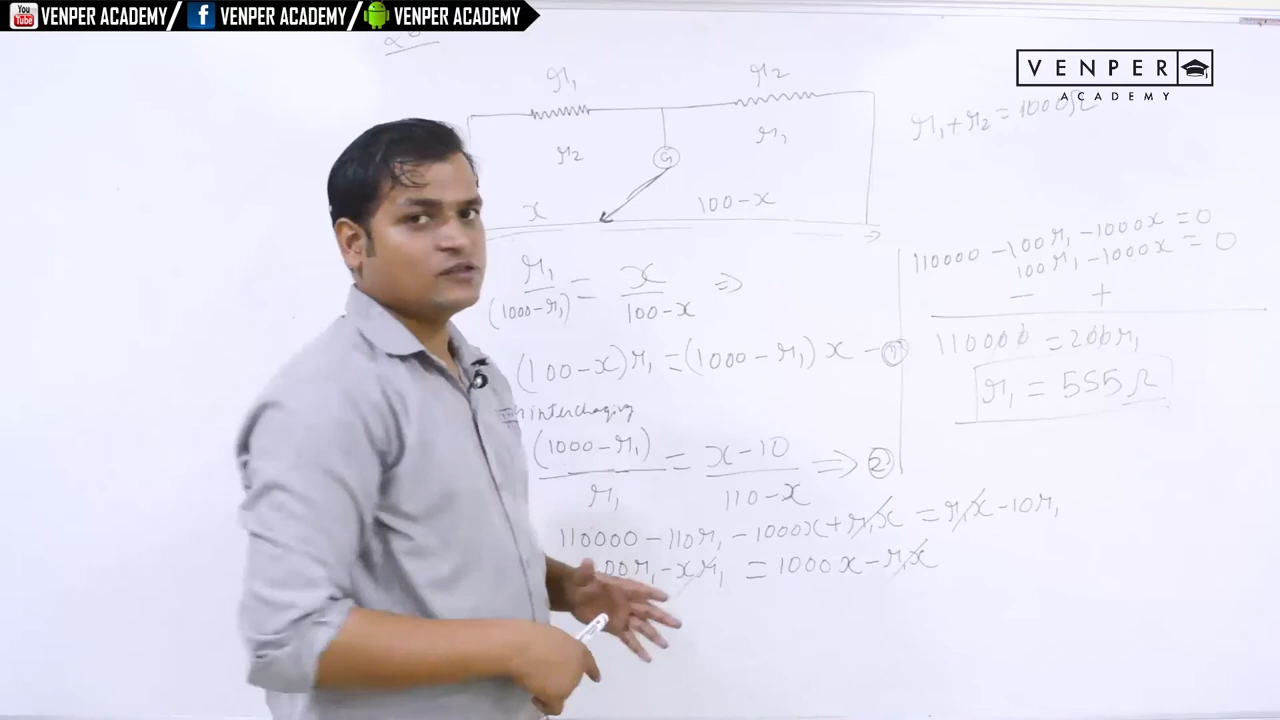 VENPER ACADEMY / VENPER ACADEMY / VENPER ACADEMY
VENPER
ACADEMY
r₁
r₂
r₂
G
r₁
x
100-x
r₁/(1000-r₁) = x/(100-x) ⇒
(100-x)r₁ = (1000-r₁)x -
interchaging
(1000-r₁)/r₁ = (x-10)/(110-x) ⇒ ②
110000 - 110r₁ - 1000x + r₁x = r₁x - 10r₁
00r₁ - xr₁ = 1000x - r₁x
r₁ + r₂ = 1000Ω
110000 - 100r₁ - 1000x = 0
100r₁ - 1000x = 0
- +
110000 = 200r₁
r₁ = 555Ω